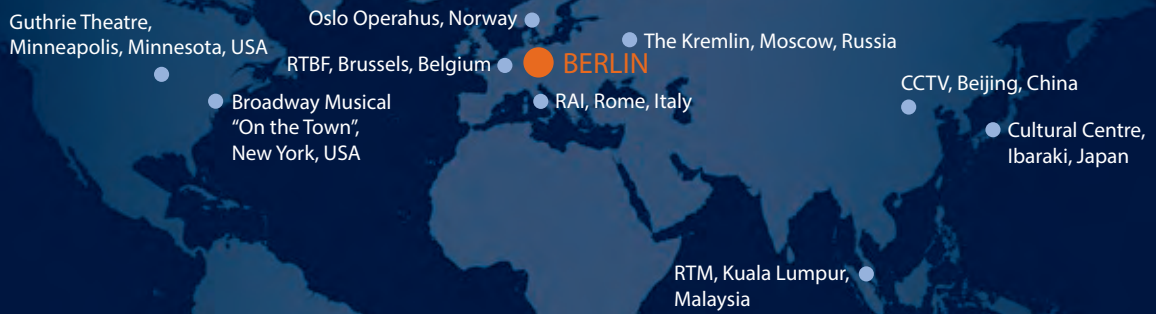 Guthrie Theatre,
Minneapolis, Minnesota, USA
Oslo Operahus, Norway
The Kremlin, Moscow, Russia
RTBF, Brussels, Belgium
BERLIN
CCTV, Beijing, China
Broadway Musical
“On the Town”,
New York, USA
RAI, Rome, Italy
Cultural Centre,
Ibaraki, Japan
RTM, Kuala Lumpur,
Malaysia